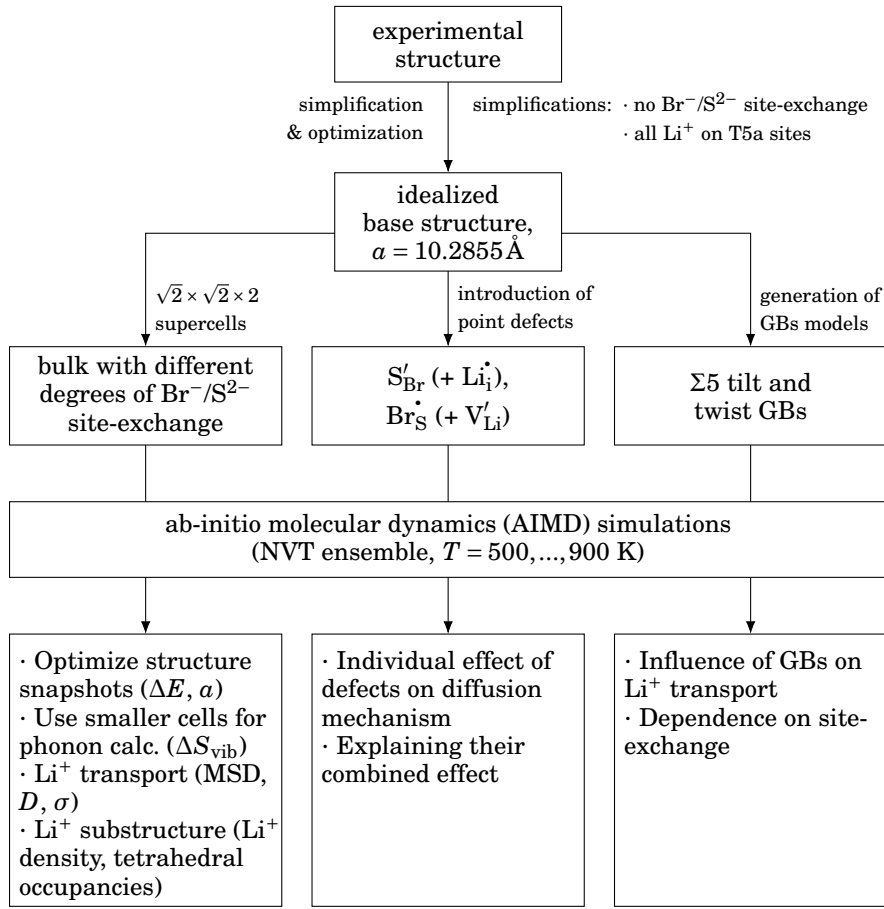 experimental
structure
simplification
& optimization
simplifications: · no Br⁻/S²⁻ site-exchange
· all Li⁺ on T5a sites
idealized
base structure,
a = 10.2855 Å
√2 × √2 × 2
supercells
introduction of
point defects
generation of
GBs models
bulk with different
degrees of Br⁻/S²⁻
site-exchange
S′Br (+ Li•i),
Br•S (+ V′Li)
Σ5 tilt and
twist GBs
ab-initio molecular dynamics (AIMD) simulations
(NVT ensemble, T = 500,...,900 K)
· Optimize structure
snapshots (ΔE, a)
· Use smaller cells for
phonon calc. (ΔSvib)
· Li⁺ transport (MSD,
D, σ)
· Li⁺ substructure (Li⁺
density, tetrahedral
occupancies)
· Individual effect of
defects on diffusion
mechanism
· Explaining their
combined effect
· Influence of GBs on
Li⁺ transport
· Dependence on site-
exchange